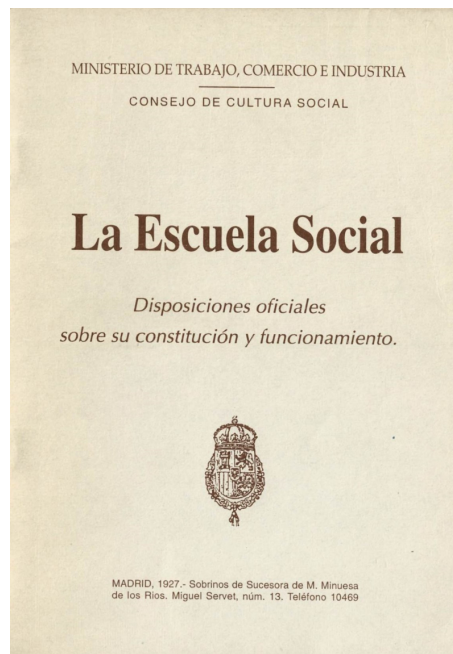 MINISTERIO DE TRABAJO, COMERCIO E INDUSTRIA
CONSEJO DE CULTURA SOCIAL
La Escuela Social
Disposiciones oficiales
sobre su constitución y funcionamiento.
MADRID, 1927.- Sobrinos de Sucesora de M. Minuesa
de los Rios. Miguel Servet, núm. 13. Teléfono 10469